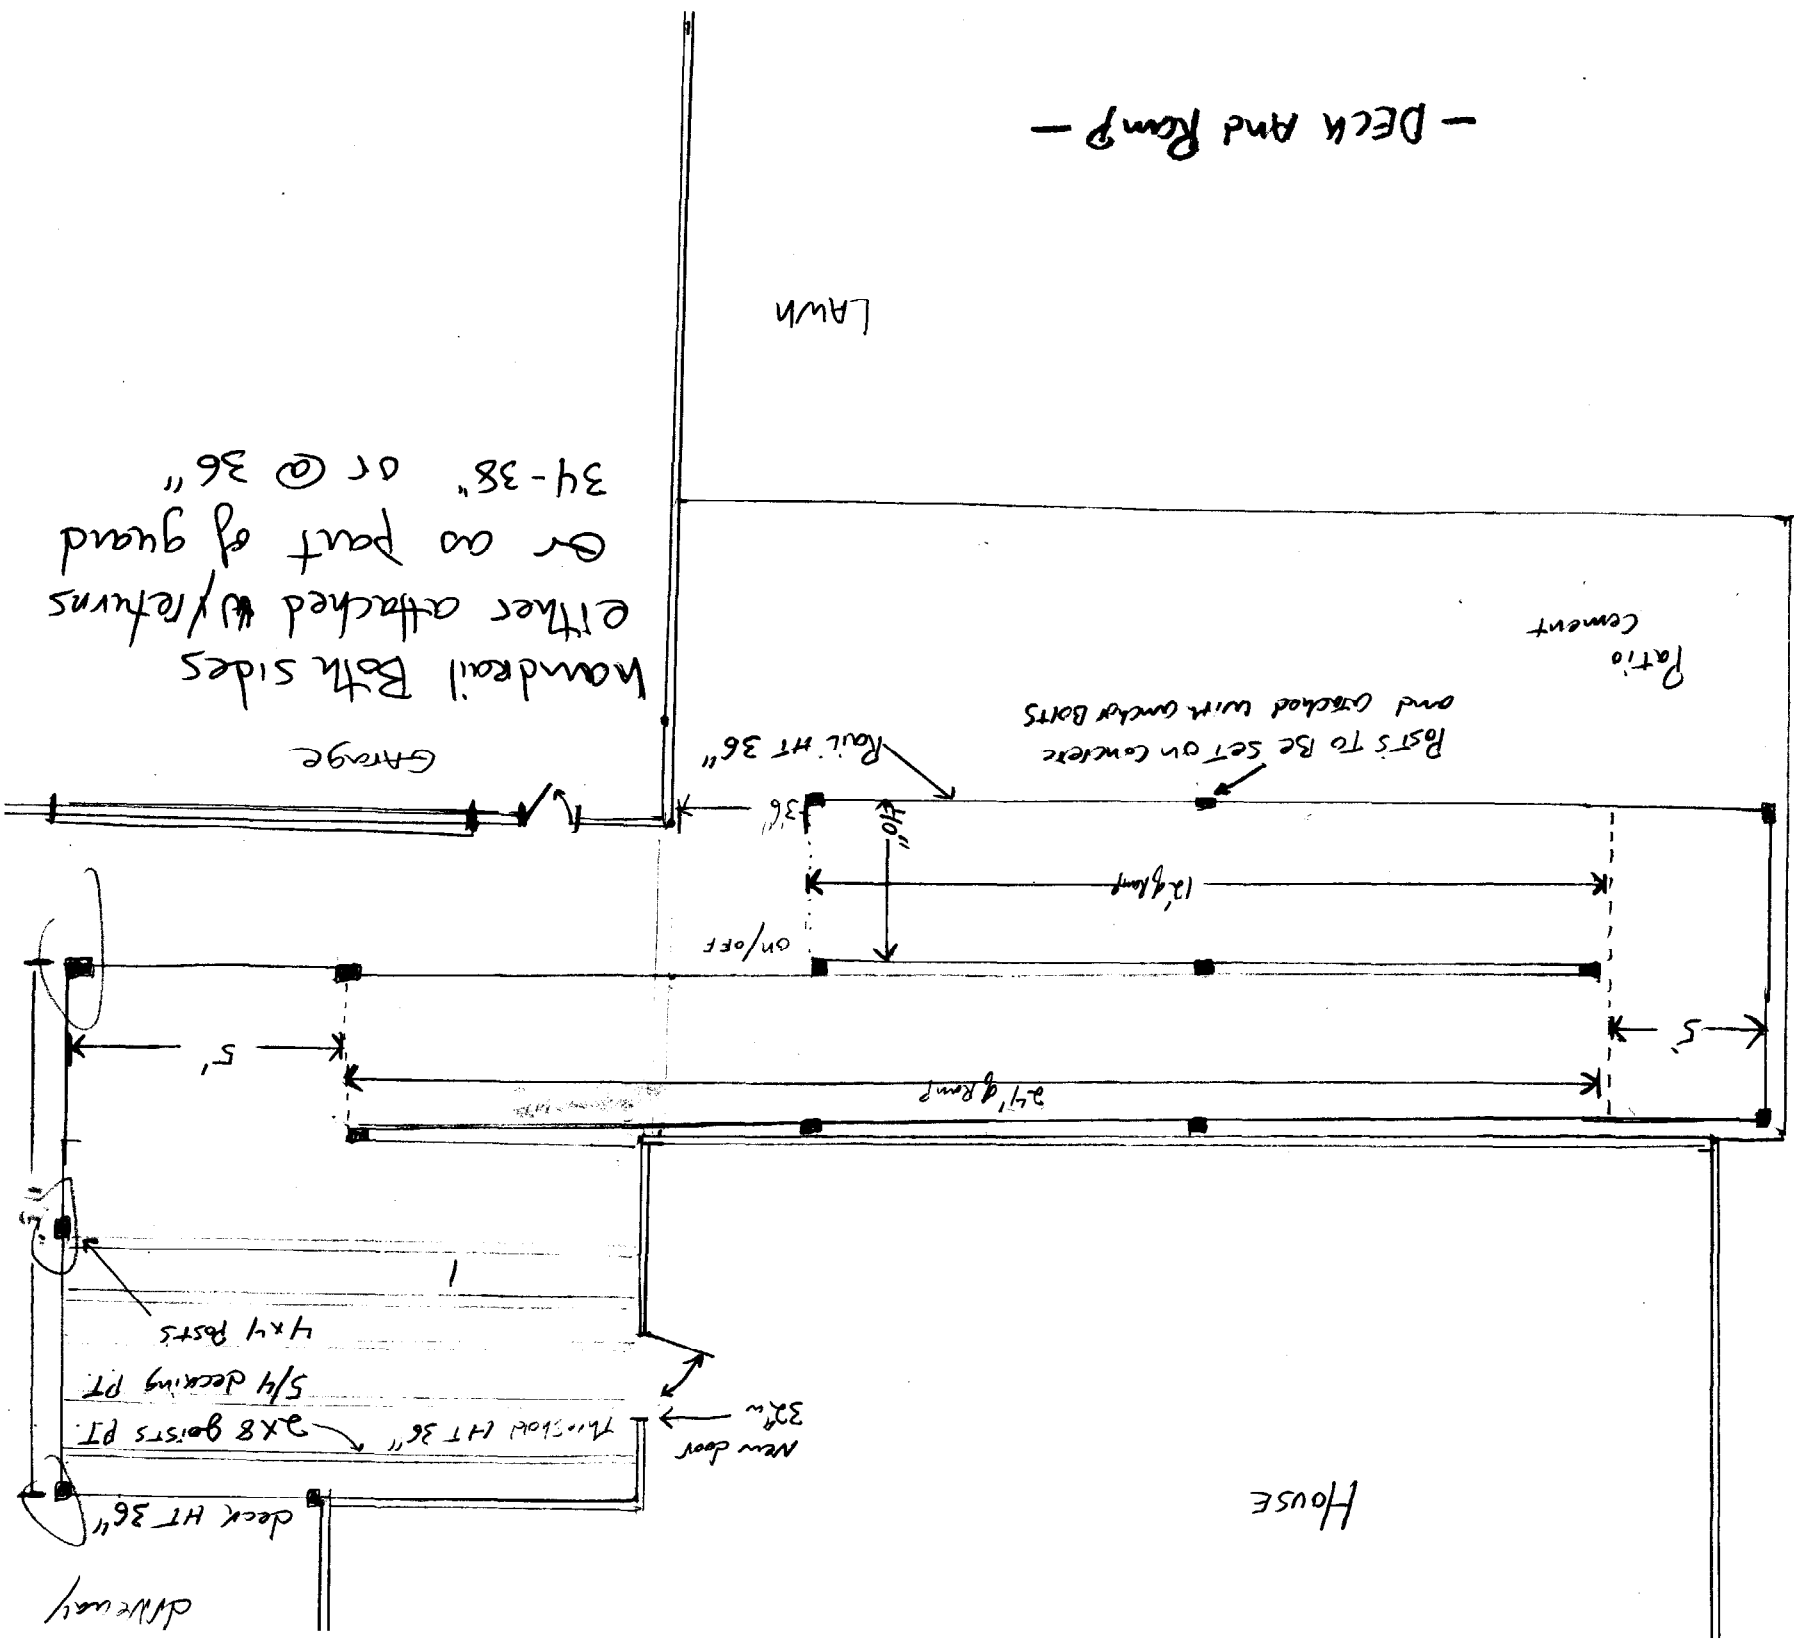 driveway
House
deck HT 36"
New door
32" w
Threshold HT 36"
2x8 joists PT.
5/4 decking PT.
4x4 Posts
24' of Ramp
5'
5'
on/off
12' of Ramp
40"
36"
Posts To Be Set on Concrete
and attached with anchor Bolts
Rail HT 36"
Garage
Patio
Cement
handrail Both sides
either attached w/returns
or as part of guard
34-38" or @ 36"
LAWN
- DECK And Ramp -